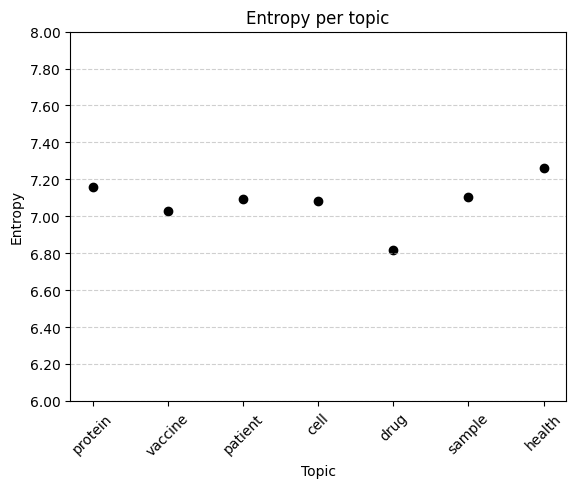 Entropy per topic
8.00
7.80
7.60
7.40
7.20
7.00
6.80
6.60
6.40
6.20
6.00
Entropy
protein
vaccine
patient
cell
drug
sample
health
Topic